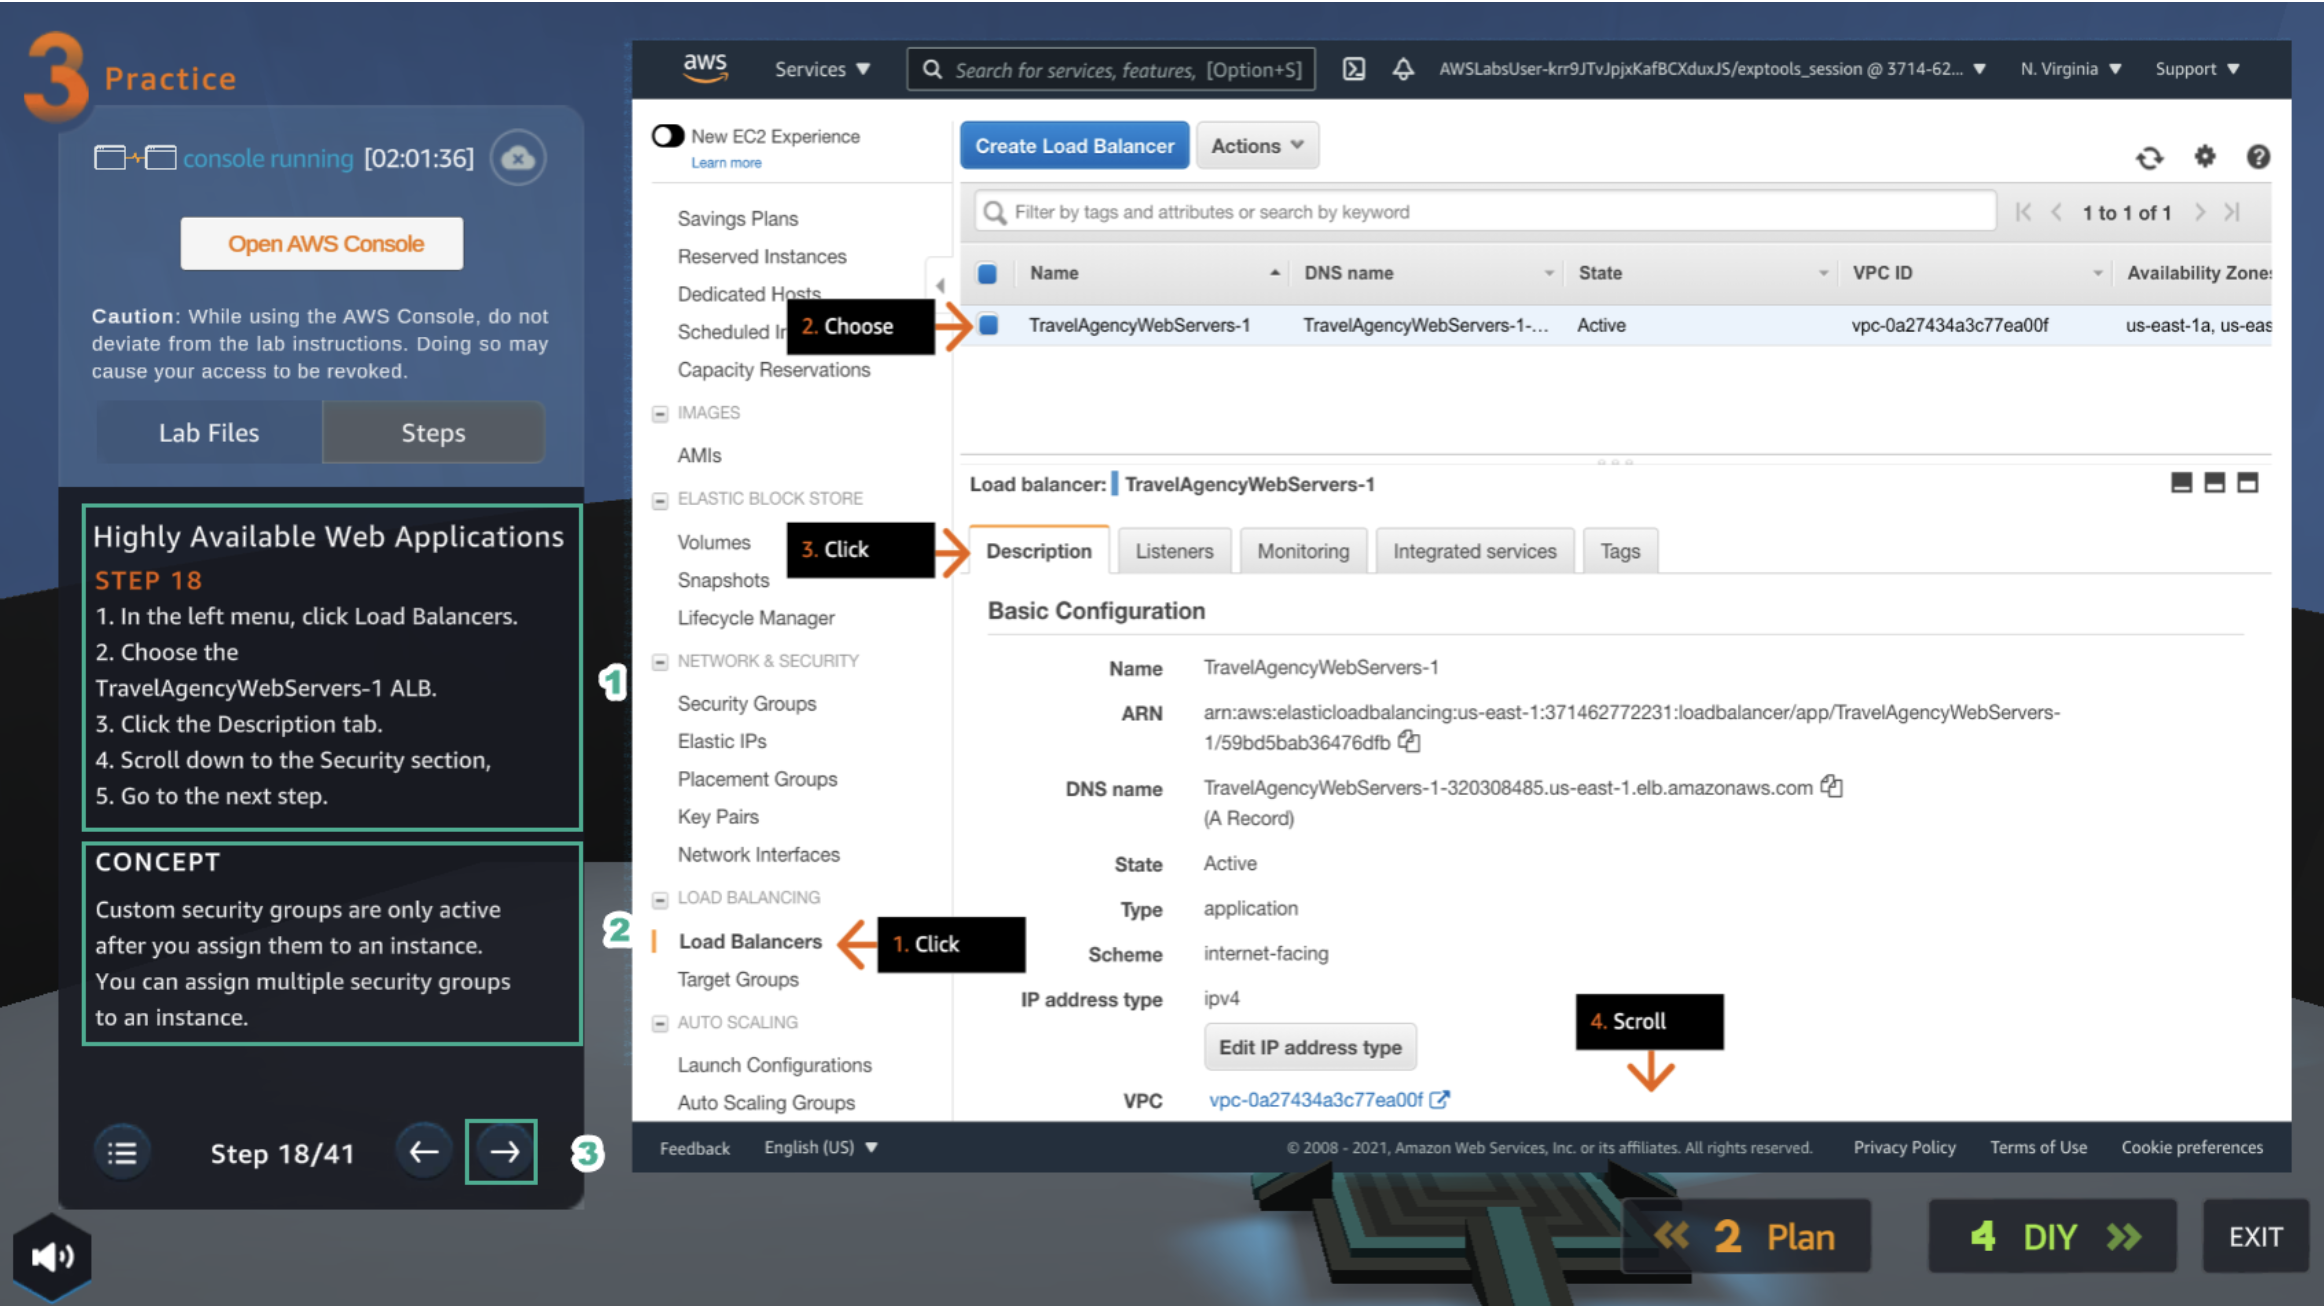 3 Practice
console running [02:01:36]
Open AWS Console
Caution: While using the AWS Console, do not
deviate from the lab instructions. Doing so may
cause your access to be revoked.
Lab Files
Steps
Highly Available Web Applications
STEP 18
1. In the left menu, click Load Balancers.
2. Choose the
TravelAgencyWebServers-1 ALB.
3. Click the Description tab.
4. Scroll down to the Security section,
5. Go to the next step.
1
CONCEPT
Custom security groups are only active
after you assign them to an instance.
You can assign multiple security groups
to an instance.
2
Step 18/41
3
aws
Services
Search for services, features, [Option+S]
AWSLabsUser-krr9JTvJpjxKafBCXduxJS/exptools_session @ 3714-62...
N. Virginia
Support
New EC2 Experience
Learn more
Savings Plans
Reserved Instances
Dedicated Hosts
Scheduled In
Capacity Reservations
IMAGES
AMIs
ELASTIC BLOCK STORE
Volumes
Snapshots
Lifecycle Manager
NETWORK & SECURITY
Security Groups
Elastic IPs
Placement Groups
Key Pairs
Network Interfaces
LOAD BALANCING
Load Balancers
Target Groups
AUTO SCALING
Launch Configurations
Auto Scaling Groups
1. Click
2. Choose
3. Click
4. Scroll
Create Load Balancer
Actions
Filter by tags and attributes or search by keyword
1 to 1 of 1
Name DNS name State VPC ID Availability Zones
TravelAgencyWebServers-1 TravelAgencyWebServers-1-... Active vpc-0a27434a3c77ea00f us-east-1a, us-eas
Load balancer: TravelAgencyWebServers-1
Description Listeners Monitoring Integrated services Tags
Basic Configuration
Name TravelAgencyWebServers-1
ARN arn:aws:elasticloadbalancing:us-east-1:371462772231:loadbalancer/app/TravelAgencyWebServers-
1/59bd5bab36476dfb
DNS name TravelAgencyWebServers-1-320308485.us-east-1.elb.amazonaws.com
(A Record)
State Active
Type application
Scheme internet-facing
IP address type ipv4
Edit IP address type
VPC vpc-0a27434a3c77ea00f
Feedback English (US)
© 2008 - 2021, Amazon Web Services, Inc. or its affiliates. All rights reserved. Privacy Policy Terms of Use Cookie preferences
2 Plan
4 DIY
EXIT